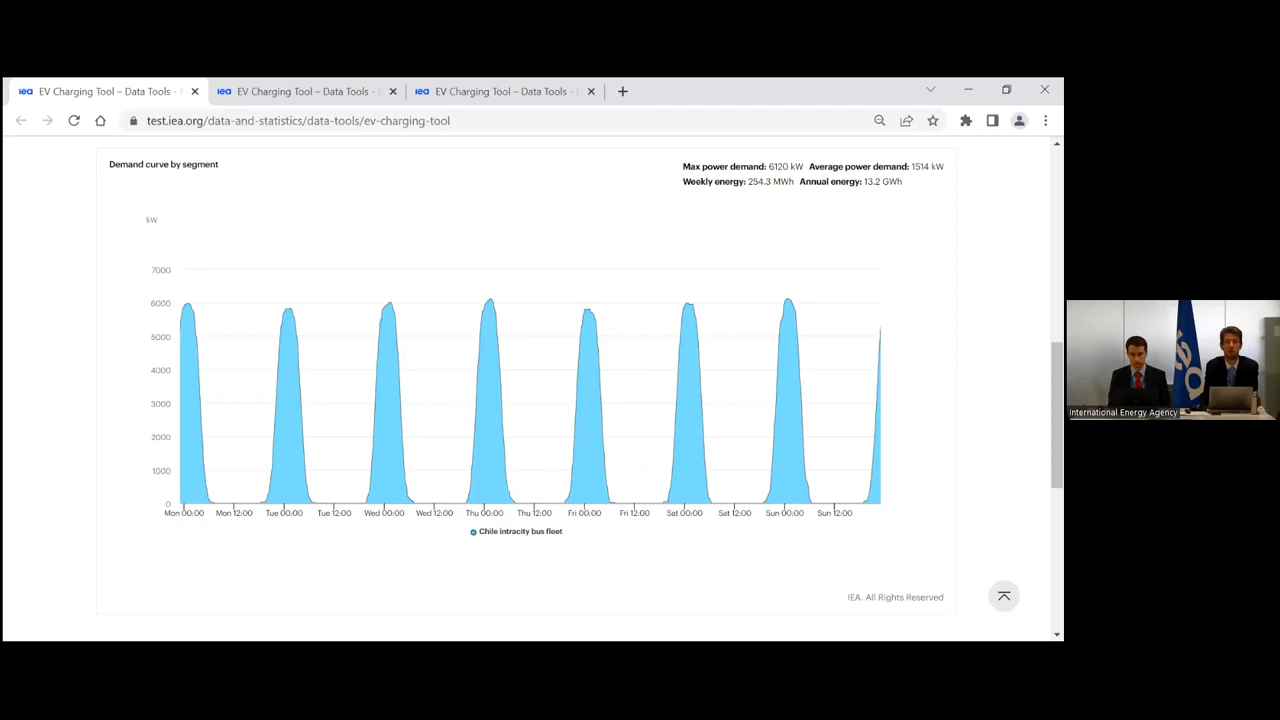 iea EV Charging Tool – Data Tools - iea EV Charging Tool – Data Tools - iea EV Charging Tool – Data Tools -
test.iea.org/data-and-statistics/data-tools/ev-charging-tool
Demand curve by segment
Max power demand: 6120 kW Average power demand: 1514 kW
Weekly energy: 254.3 MWh Annual energy: 13.2 GWh
kW
7000
6000
5000
4000
3000
2000
1000
0
Mon 00:00 Mon 12:00 Tue 00:00 Tue 12:00 Wed 00:00 Wed 12:00 Thu 00:00 Thu 12:00 Fri 00:00 Fri 12:00 Sat 00:00 Sat 12:00 Sun 00:00 Sun 12:00
Chile intracity bus fleet
IEA. All Rights Reserved
iea
International Energy Agency